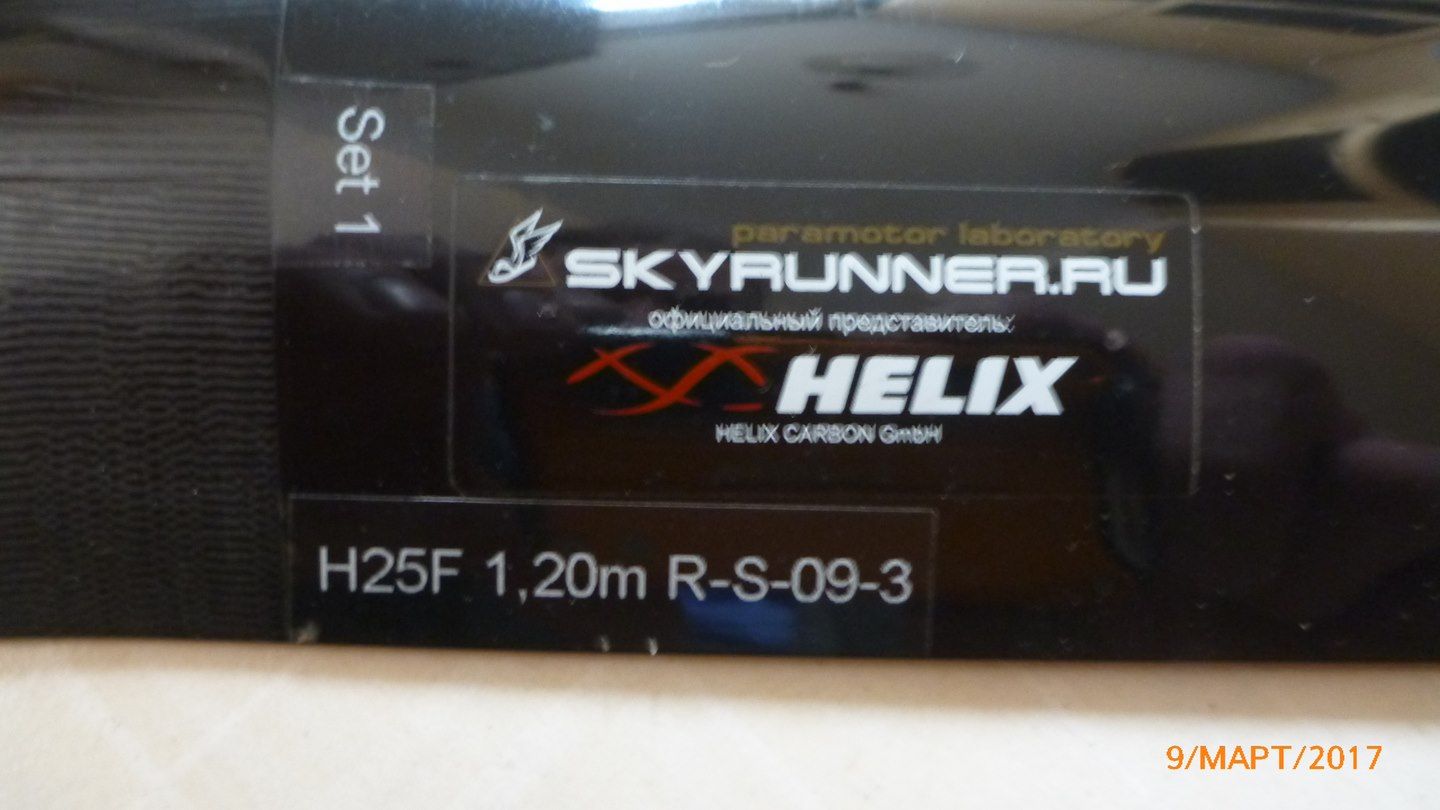 Set 1
paramotor laboratory
SKYRUNNER.RU
официальный представитель:
HELIX
HELIX CARBON GmbH
H25F 1,20m R-S-09-3
9/МАРТ/2017